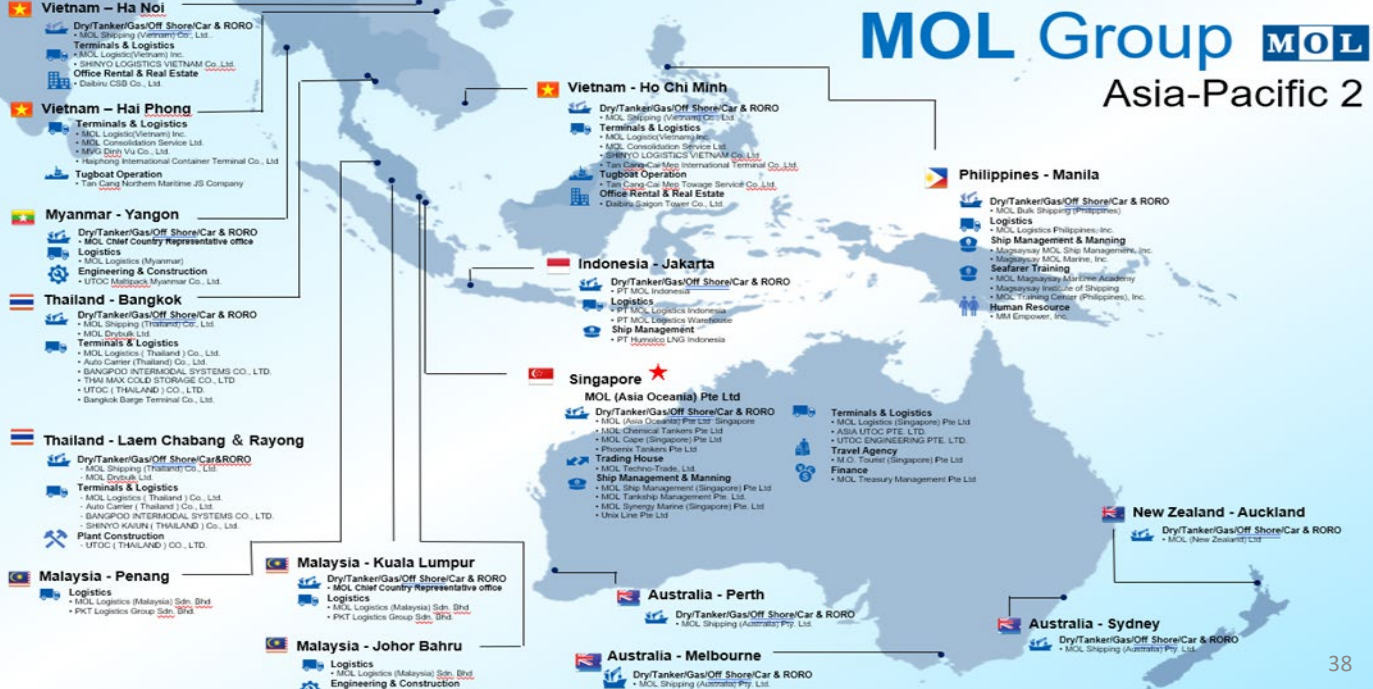 MOL Group
MOL
Asia-Pacific 2
Vietnam – Ha Noi
Dry/Tanker/Gas/Off Shore/Car & RORO
• MOL Shipping (Vietnam) Co., Ltd..
Terminals & Logistics
• MOL Logistic(Vietnam) Inc.
• SHINYO LOGISTICS VIETNAM Co.,Ltd.
Office Rental & Real Estate
• Daibiru CSB Co., Ltd.
Vietnam – Hai Phong
Terminals & Logistics
• MOL Logistic(Vietnam) Inc.
• MOL Consolidation Service Ltd.
• MVG Dinh Vu Co., Ltd.
• Haiphong International Container Terminal Co., Ltd
Tugboat Operation
• Tan Cang Northern Maritime JS Company
Myanmar - Yangon
Dry/Tanker/Gas/Off Shore/Car & RORO
• MOL Chief Country Representative office
Logistics
• MOL Logistics (Myanmar)
Engineering & Construction
• UTOC Maltipack Myanmar Co., Ltd.
Thailand - Bangkok
Dry/Tanker/Gas/Off Shore/Car & RORO
• MOL Shipping (Thailand) Co., Ltd.
• MOL Drybulk Ltd.
Terminals & Logistics
• MOL Logistics ( Thailand ) Co., Ltd.
• Auto Carrier (Thailand) Co., Ltd.
• BANGPOO INTERMODAL SYSTEMS CO., LTD.
• THAI MAX COLD STORAGE CO., LTD
• UTOC ( THAILAND ) CO., LTD.
• Bangkok Barge Terminal Co., Ltd.
Thailand - Laem Chabang & Rayong
Dry/Tanker/Gas/Off Shore/Car&RORO
- MOL Shipping (Thailand) Co., Ltd.
- MOL Drybulk Ltd.
Terminals & Logistics
- MOL Logistics ( Thailand ) Co., Ltd.
- Auto Carrier ( Thailand ) Co., Ltd.
- BANGPOO INTERMODAL SYSTEMS CO., LTD.
- SHINYO KAIUN ( THAILAND ) Co., Ltd.
Plant Construction
- UTOC ( THAILAND ) CO., LTD.
Malaysia - Penang
Logistics
• MOL Logistics (Malaysia) Sdn. Bhd
• PKT Logistics Group Sdn. Bhd.
Malaysia - Kuala Lumpur
Dry/Tanker/Gas/Off Shore/Car & RORO
• MOL Chief Country Representative office
Logistics
• MOL Logistics (Malaysia) Sdn. Bhd
• PKT Logistics Group Sdn. Bhd.
Malaysia - Johor Bahru
Logistics
• MOL Logistics (Malaysia) Sdn. Bhd
Engineering & Construction
Vietnam - Ho Chi Minh
Dry/Tanker/Gas/Off Shore/Car & RORO
• MOL Shipping (Vietnam) Co., Ltd.
Terminals & Logistics
• MOL Logistic(Vietnam) Inc.
• MOL Consolidation Service Ltd.
• SHINYO LOGISTICS VIETNAM Co.,Ltd.
• Tan Cang-Cai Mep International Terminal Co., Ltd.
Tugboat Operation
• Tan Cang-Cai Mep Towage Service Co.,Ltd.
Office Rental & Real Estate
• Daibiru Saigon Tower Co., Ltd.
Indonesia - Jakarta
Dry/Tanker/Gas/Off Shore/Car & RORO
• PT MOL Indonesia
Logistics
• PT MOL Logistics Indonesia
• PT MOL Logistics Warehouse
Ship Management
• PT Humolco LNG Indonesia
Singapore
MOL (Asia Oceania) Pte Ltd
Dry/Tanker/Gas/Off Shore/Car & RORO
• MOL (Asia Oceania) Pte Ltd Singapore
• MOL Chemical Tankers Pte Ltd
• MOL Cape (Singapore) Pte Ltd
• Phoenix Tankers Pte Ltd
Trading House
• MOL Techno-Trade, Ltd.
Ship Management & Manning
• MOL Ship Management (Singapore) Pte Ltd
• MOL Tankship Management Pte. Ltd.
• MOL Synergy Marine (Singapore) Pte. Ltd
• Unix Line Pte Ltd
Terminals & Logistics
• MOL Logistics (Singapore) Pte Ltd
• ASIA UTOC PTE. LTD.
• UTOC ENGINEERING PTE. LTD.
Travel Agency
• M.O. Tourist (Singapore) Pte Ltd
Finance
• MOL Treasury Management Pte Ltd
Philippines - Manila
Dry/Tanker/Gas/Off Shore/Car & RORO
• MOL Bulk Shipping (Philippines)
Logistics
• MOL Logistics Philippines, Inc.
Ship Management & Manning
• Magsaysay MOL Ship Management, Inc.
• Magsaysay MOL Marine, Inc.
Seafarer Training
• MOL Magsaysay Maritime Academy
• Magsaysay Institute of Shipping
• MOL Training Center (Philippines), Inc.
Human Resource
• MM Empower, Inc.
New Zealand - Auckland
Dry/Tanker/Gas/Off Shore/Car & RORO
• MOL (New Zealand) Ltd
Australia - Perth
Dry/Tanker/Gas/Off Shore/Car & RORO
• MOL Shipping (Australia) Pty. Ltd.
Australia - Sydney
Dry/Tanker/Gas/Off Shore/Car & RORO
• MOL Shipping (Australia) Pty. Ltd.
Australia - Melbourne
Dry/Tanker/Gas/Off Shore/Car & RORO
• MOL Shipping (Australia) Pty. Ltd.
38